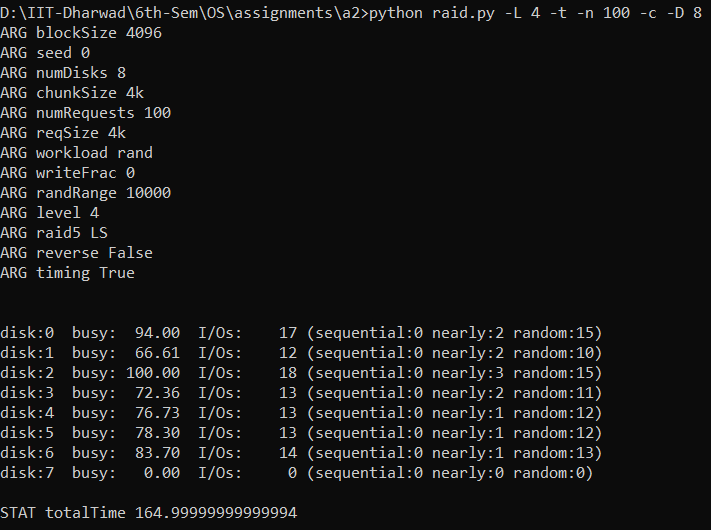 D:\IIT-Dharwad\6th-Sem\OS\assignments\a2>python raid.py -L 4 -t -n 100 -c -D 8
ARG blockSize 4096
ARG seed 0
ARG numDisks 8
ARG chunkSize 4k
ARG numRequests 100
ARG reqSize 4k
ARG workload rand
ARG writeFrac 0
ARG randRange 10000
ARG level 4
ARG raid5 LS
ARG reverse False
ARG timing True
disk:0  busy:  94.00  I/Os:    17 (sequential:0 nearly:2 random:15)
disk:1  busy:  66.61  I/Os:    12 (sequential:0 nearly:2 random:10)
disk:2  busy: 100.00  I/Os:    18 (sequential:0 nearly:3 random:15)
disk:3  busy:  72.36  I/Os:    13 (sequential:0 nearly:2 random:11)
disk:4  busy:  76.73  I/Os:    13 (sequential:0 nearly:1 random:12)
disk:5  busy:  78.30  I/Os:    13 (sequential:0 nearly:1 random:12)
disk:6  busy:  83.70  I/Os:    14 (sequential:0 nearly:1 random:13)
disk:7  busy:   0.00  I/Os:     0 (sequential:0 nearly:0 random:0)
STAT totalTime 164.99999999999994